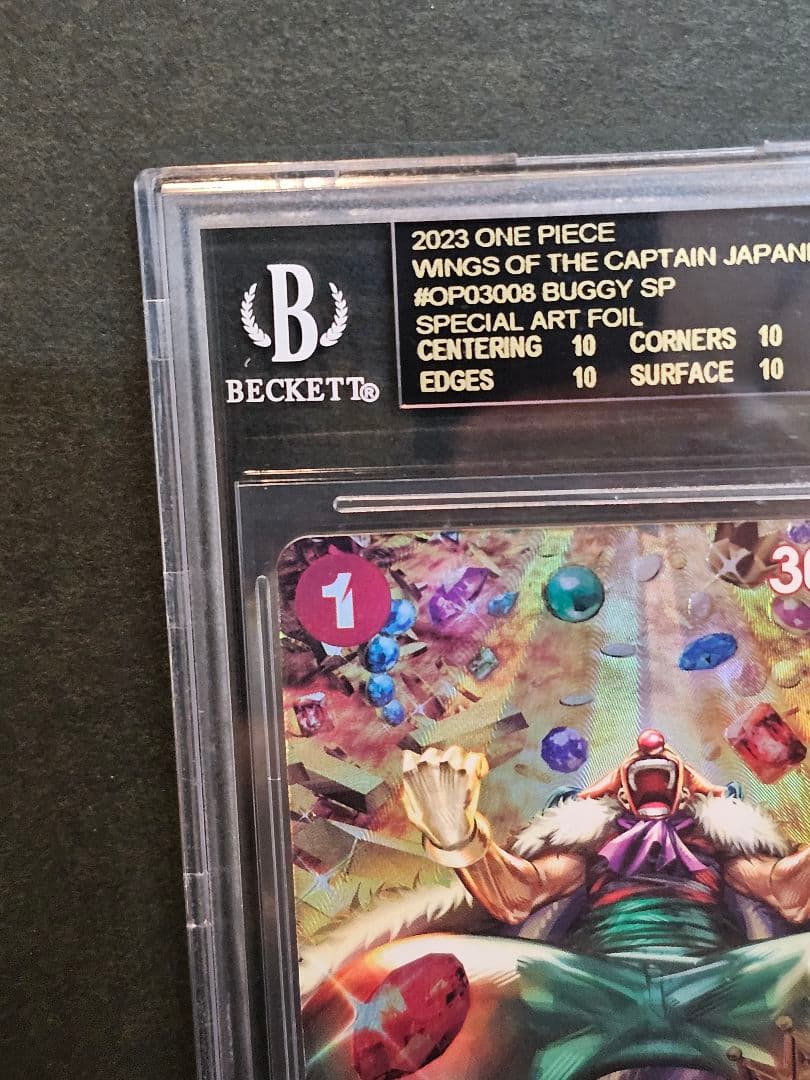 B
BECKETT®
2023 ONE PIECE
WINGS OF THE CAPTAIN
#OP03008 BUGGY SP
SPECIAL ART FOIL
CENTERING 10 CORNERS 10
EDGES 10 SURFACE 10
1